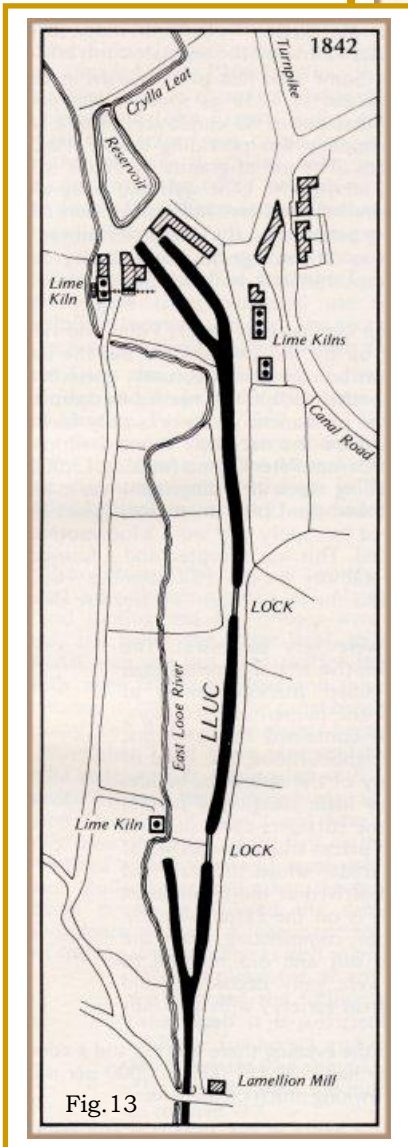 1842
Turnpike
Crylla Leat
Reservoir
Lime
Kiln
Lime Kilns
Canal Road
LOCK
East Looe River
LLUC
Lime Kiln
LOCK
Lamellion Mill
Fig.13